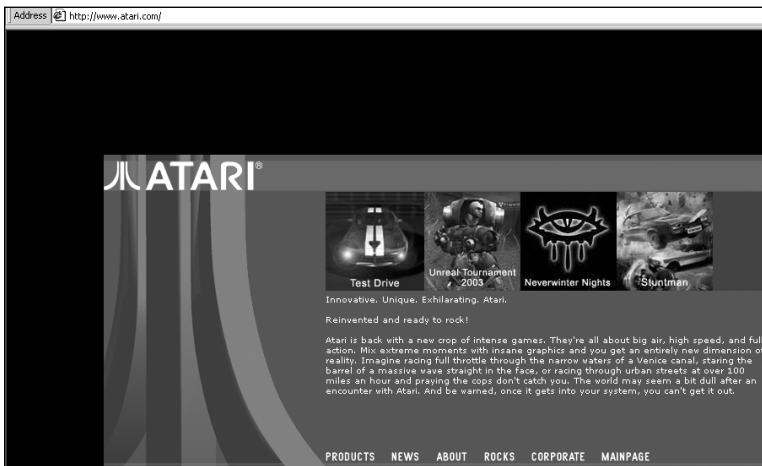 Address http://www.atari.com/
ATARI®
Test Drive
Unreal Tournament
2003
Neverwinter Nights
Stuntman
Innovative. Unique. Exhilarating. Atari.
Reinvented and ready to rock!
Atari is back with a new crop of intense games. They're all about big air, high speed, and full
action. Mix extreme moments with insane graphics and you get an entirely new dimension of
reality. Imagine racing full throttle through the narrow waters of a Venice canal, staring the
barrel of a massive wave straight in the face, or racing through urban streets at over 100
miles an hour and praying the cops don't catch you. The world may seem a bit dull after an
encounter with Atari. And be warned, once it gets into your system, you can't get it out.
PRODUCTS NEWS ABOUT ROCKS CORPORATE MAINPAGE